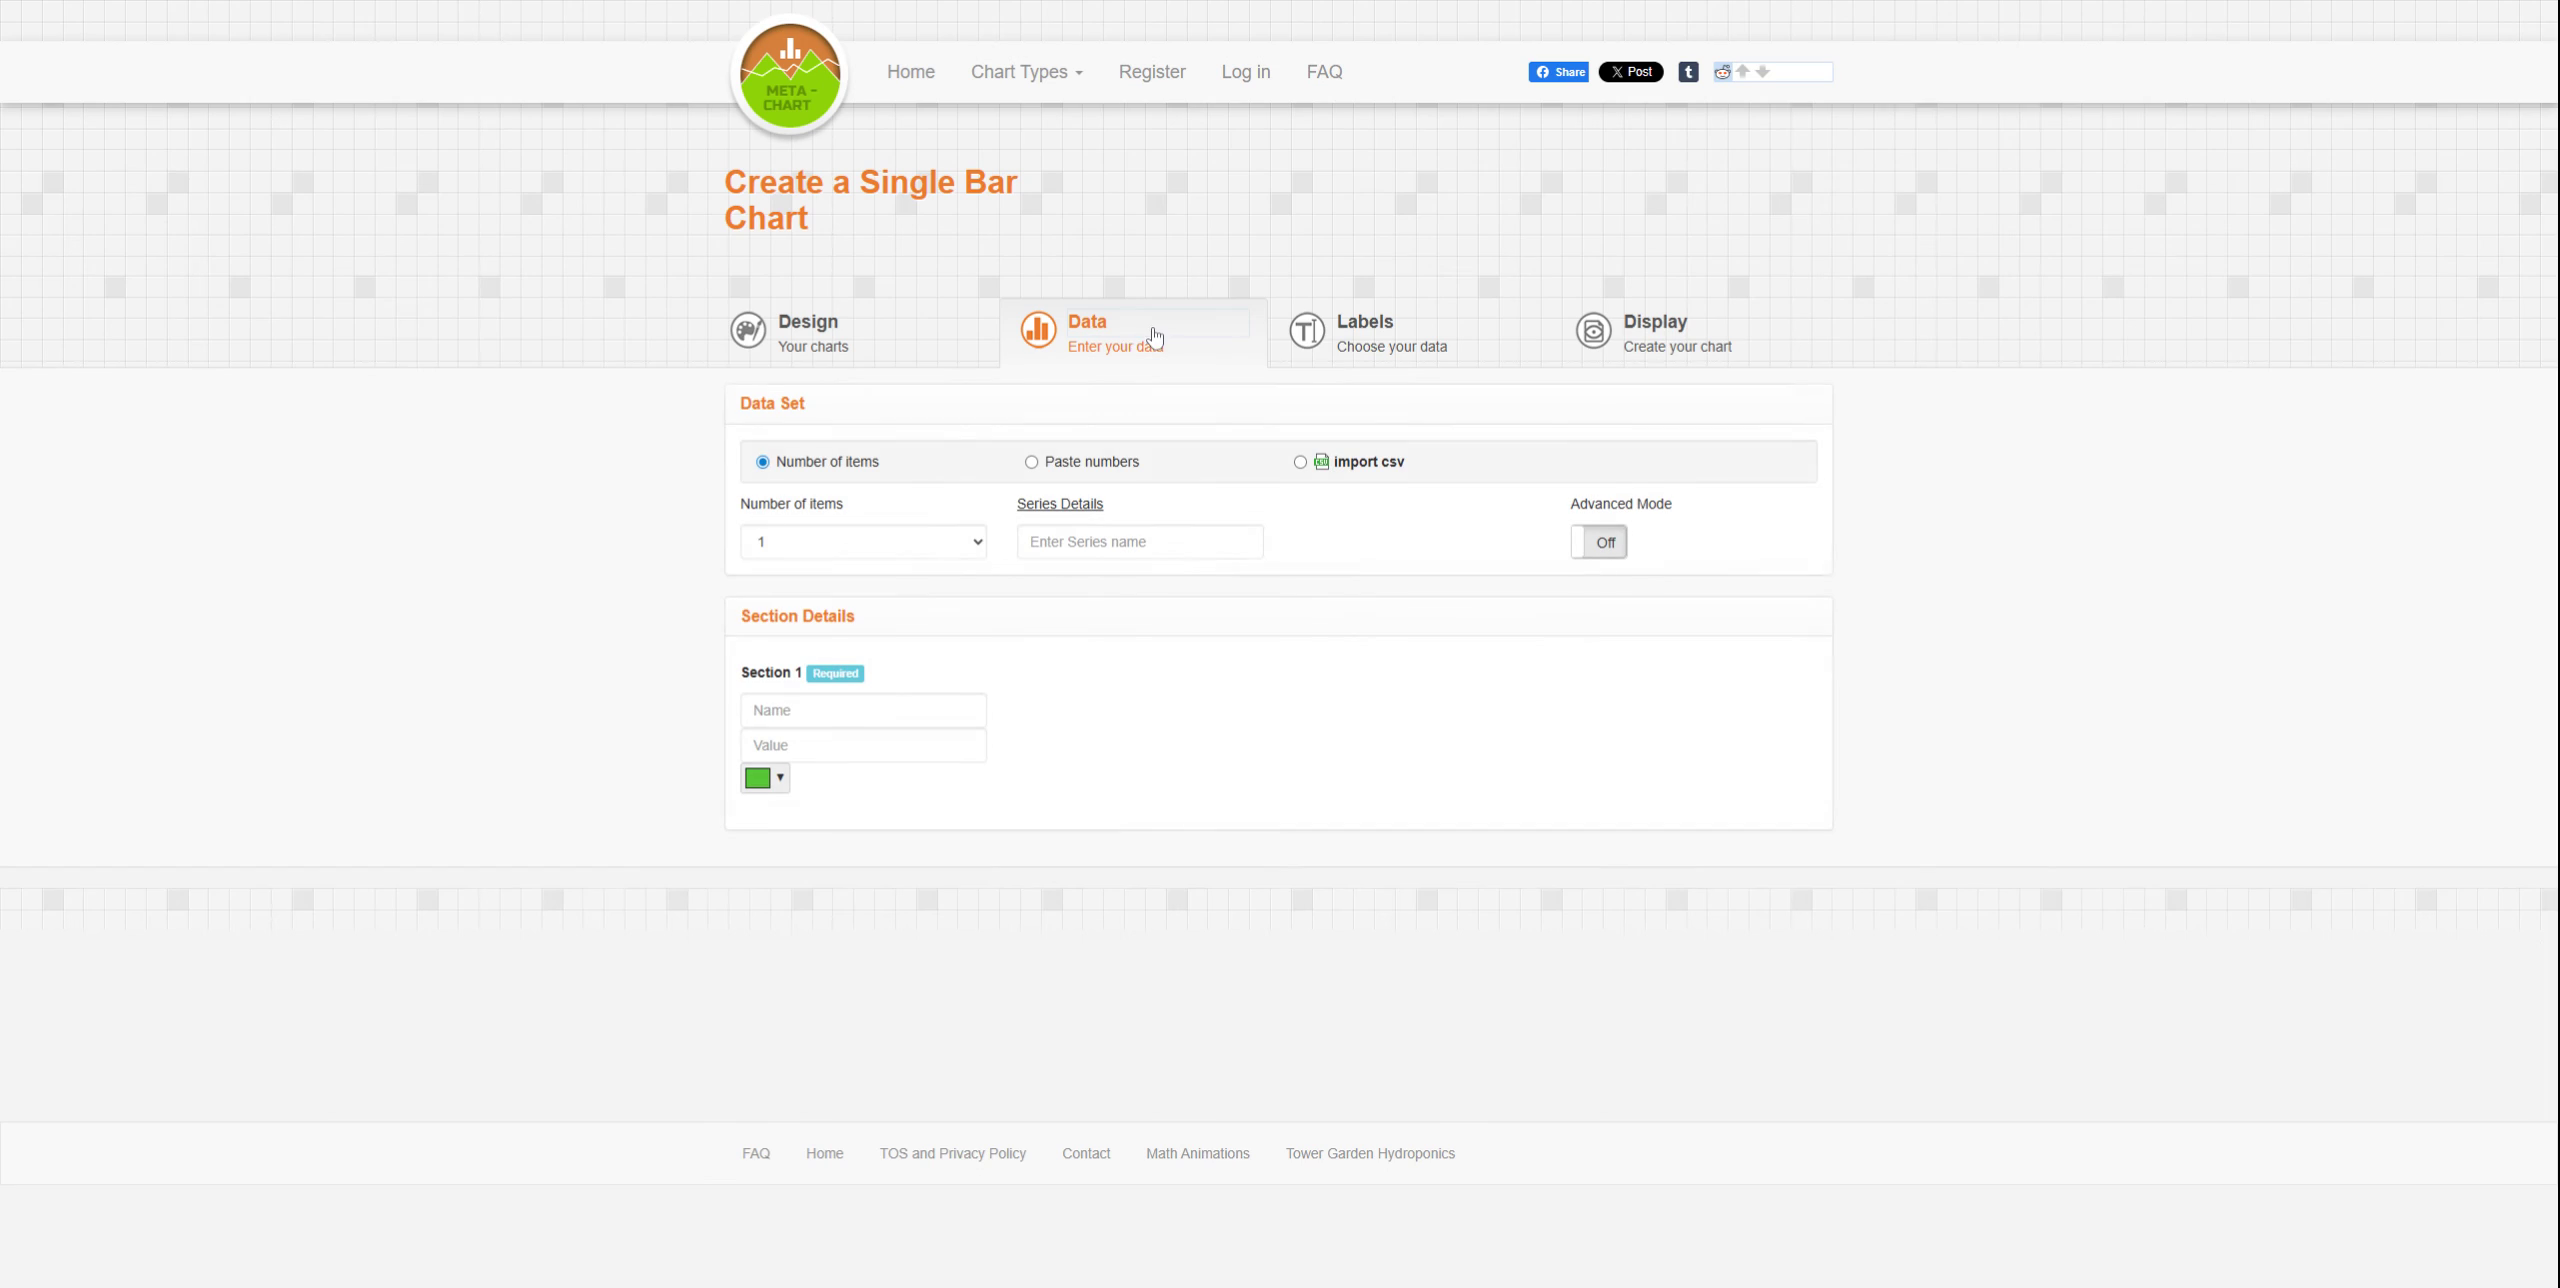 META -
CHART
Home
Chart Types
Register
Log in
FAQ
Share
Post
t
Create a Single Bar
Chart
Design
Your charts
Data
Enter your data
Labels
Choose your data
Display
Create your chart
Data Set
Number of items
Paste numbers
import csv
Number of items
Series Details
Advanced Mode
1
Enter Series name
Off
Section Details
Section 1 Required
Name
Value
FAQ
Home
TOS and Privacy Policy
Contact
Math Animations
Tower Garden Hydroponics